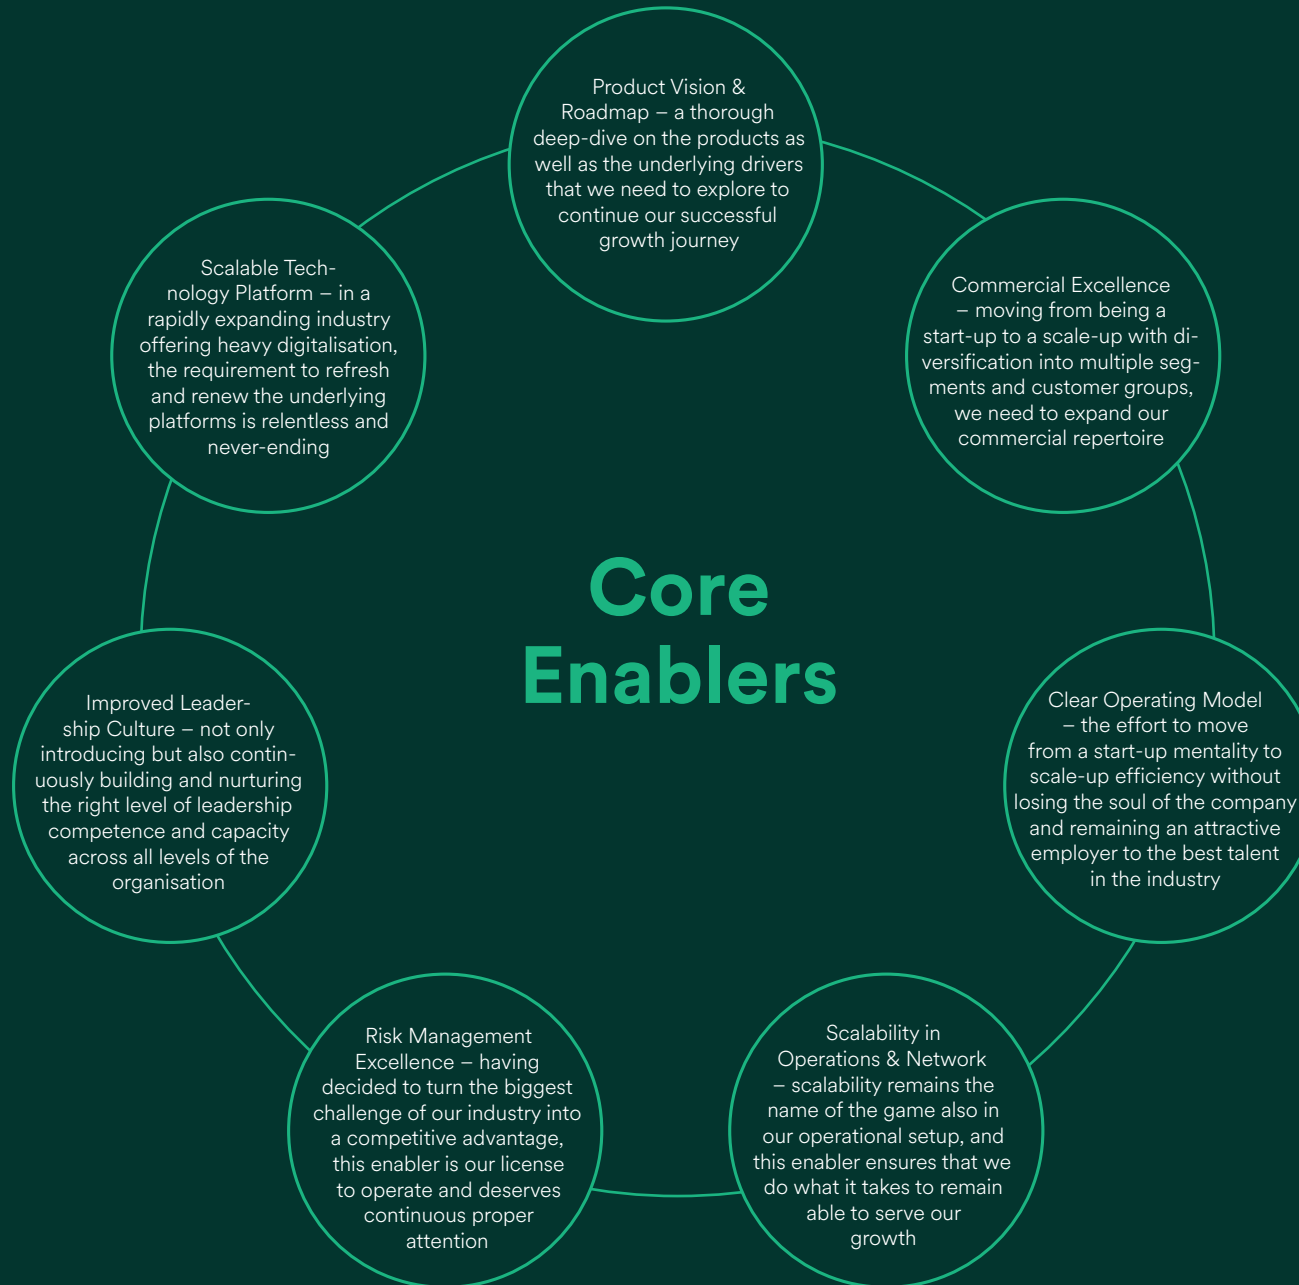 Product Vision &
Roadmap – a thorough
deep-dive on the products as
well as the underlying drivers
that we need to explore to
continue our successful
growth journey
Scalable Tech-
nology Platform – in a
rapidly expanding industry
offering heavy digitalisation,
the requirement to refresh
and renew the underlying
platforms is relentless and
never-ending
Commercial Excellence
– moving from being a
start-up to a scale-up with di-
versification into multiple seg-
ments and customer groups,
we need to expand our
commercial repertoire
Core
Enablers
Improved Leader-
ship Culture – not only
introducing but also contin-
uously building and nurturing
the right level of leadership
competence and capacity
across all levels of the
organisation
Clear Operating Model
– the effort to move
from a start-up mentality to
scale-up efficiency without
losing the soul of the company
and remaining an attractive
employer to the best talent
in the industry
Risk Management
Excellence – having
decided to turn the biggest
challenge of our industry into
a competitive advantage,
this enabler is our license
to operate and deserves
continuous proper
attention
Scalability in
Operations & Network
– scalability remains the
name of the game also in
our operational setup, and
this enabler ensures that we
do what it takes to remain
able to serve our
growth